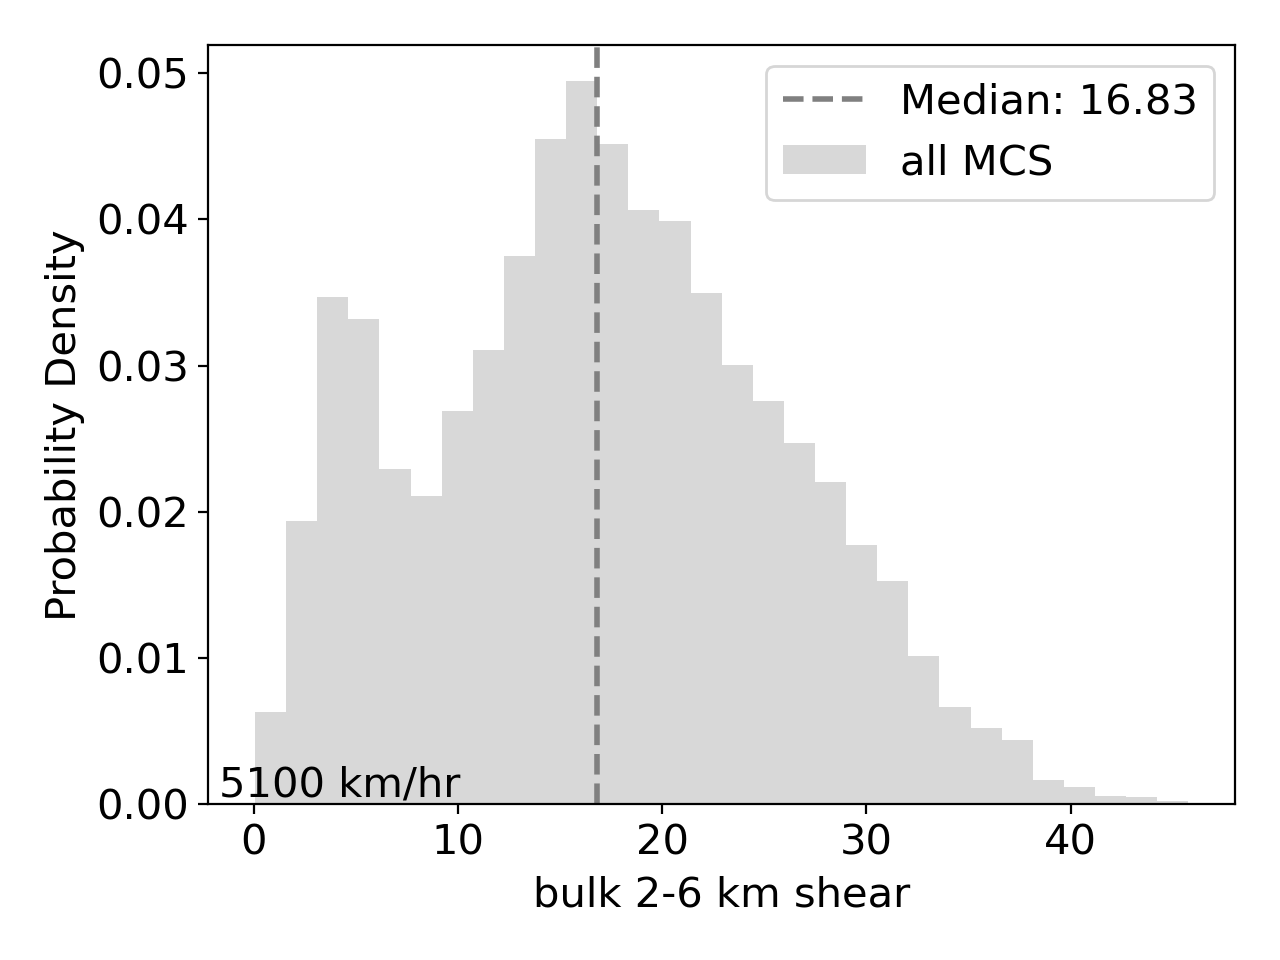 0.05
0.04
0.03
0.02
0.01
0.00
Probability Density
Median: 16.83
all MCS
5100 km/hr
0 10 20 30 40
bulk 2-6 km shear